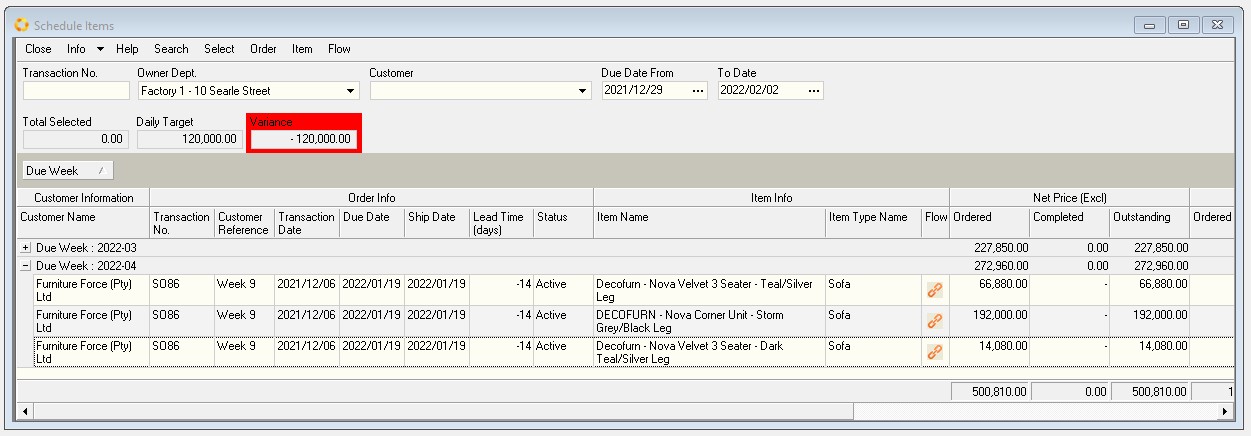 Schedule Items
Close Info Help Search Select Order Item Flow
Transaction No. Owner Dept. Customer Due Date From To Date
Factory 1 - 10 Searle Street 2021/12/29 ... 2022/02/02 ...
Total Selected Daily Target Variance
0.00 120,000.00 - 120,000.00
Due Week
Customer Information Order Info Item Info Net Price (Excl)
Customer Name Transaction Customer Transaction Due Date Ship Date Lead Time Status Item Name Item Type Name Flow Ordered Completed Outstanding Ordered
No. Reference Date (days)
+ Due Week : 2022-03 227,850.00 0.00 227,850.00
- Due Week : 2022-04 272,960.00 0.00 272,960.00
Furniture Force (Pty) SO86 Week 9 2021/12/06 2022/01/19 2022/01/19 -14 Active Decofurn - Nova Velvet 3 Seater - Teal/Silver Sofa 66,880.00 - 66,880.00
Ltd Leg
Furniture Force (Pty) SO86 Week 9 2021/12/06 2022/01/19 2022/01/19 -14 Active DECOFURN - Nova Corner Unit - Storm Sofa 192,000.00 - 192,000.00
Ltd Grey/Black Leg
Furniture Force (Pty) SO86 Week 9 2021/12/06 2022/01/19 2022/01/19 -14 Active Decofurn - Nova Velvet 3 Seater - Dark Sofa 14,080.00 - 14,080.00
Ltd Teal/Silver Leg
500,810.00 0.00 500,810.00 1